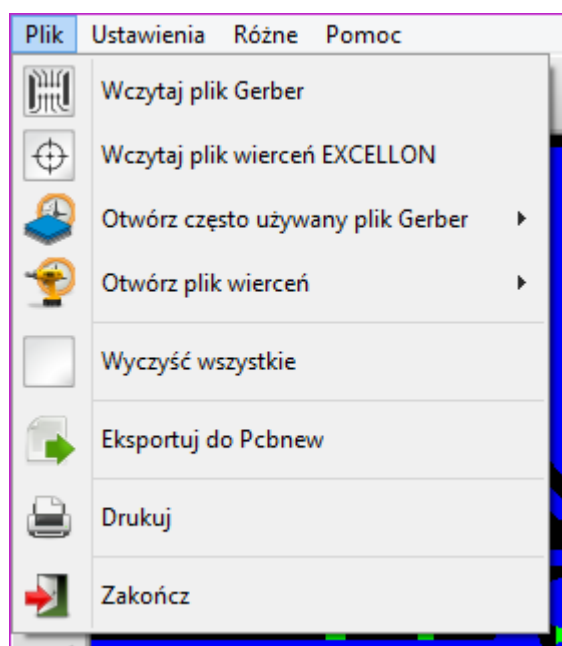 Plik Ustawienia Różne Pomoc
Wczytaj plik Gerber
Wczytaj plik wierceń EXCELLON
Otwórz często używany plik Gerber
Otwórz plik wierceń
Wyczyść wszystkie
Eksportuj do Pcbnew
Drukuj
Zakończ